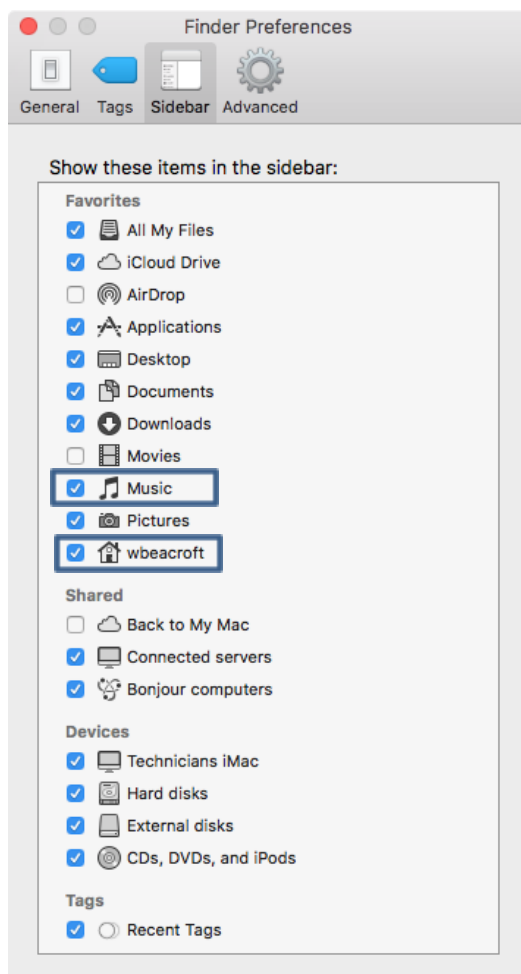 Finder Preferences
General Tags Sidebar Advanced
Show these items in the sidebar:
Favorites
All My Files
iCloud Drive
AirDrop
Applications
Desktop
Documents
Downloads
Movies
Music
Pictures
wbeacroft
Shared
Back to My Mac
Connected servers
Bonjour computers
Devices
Technicians iMac
Hard disks
External disks
CDs, DVDs, and iPods
Tags
Recent Tags